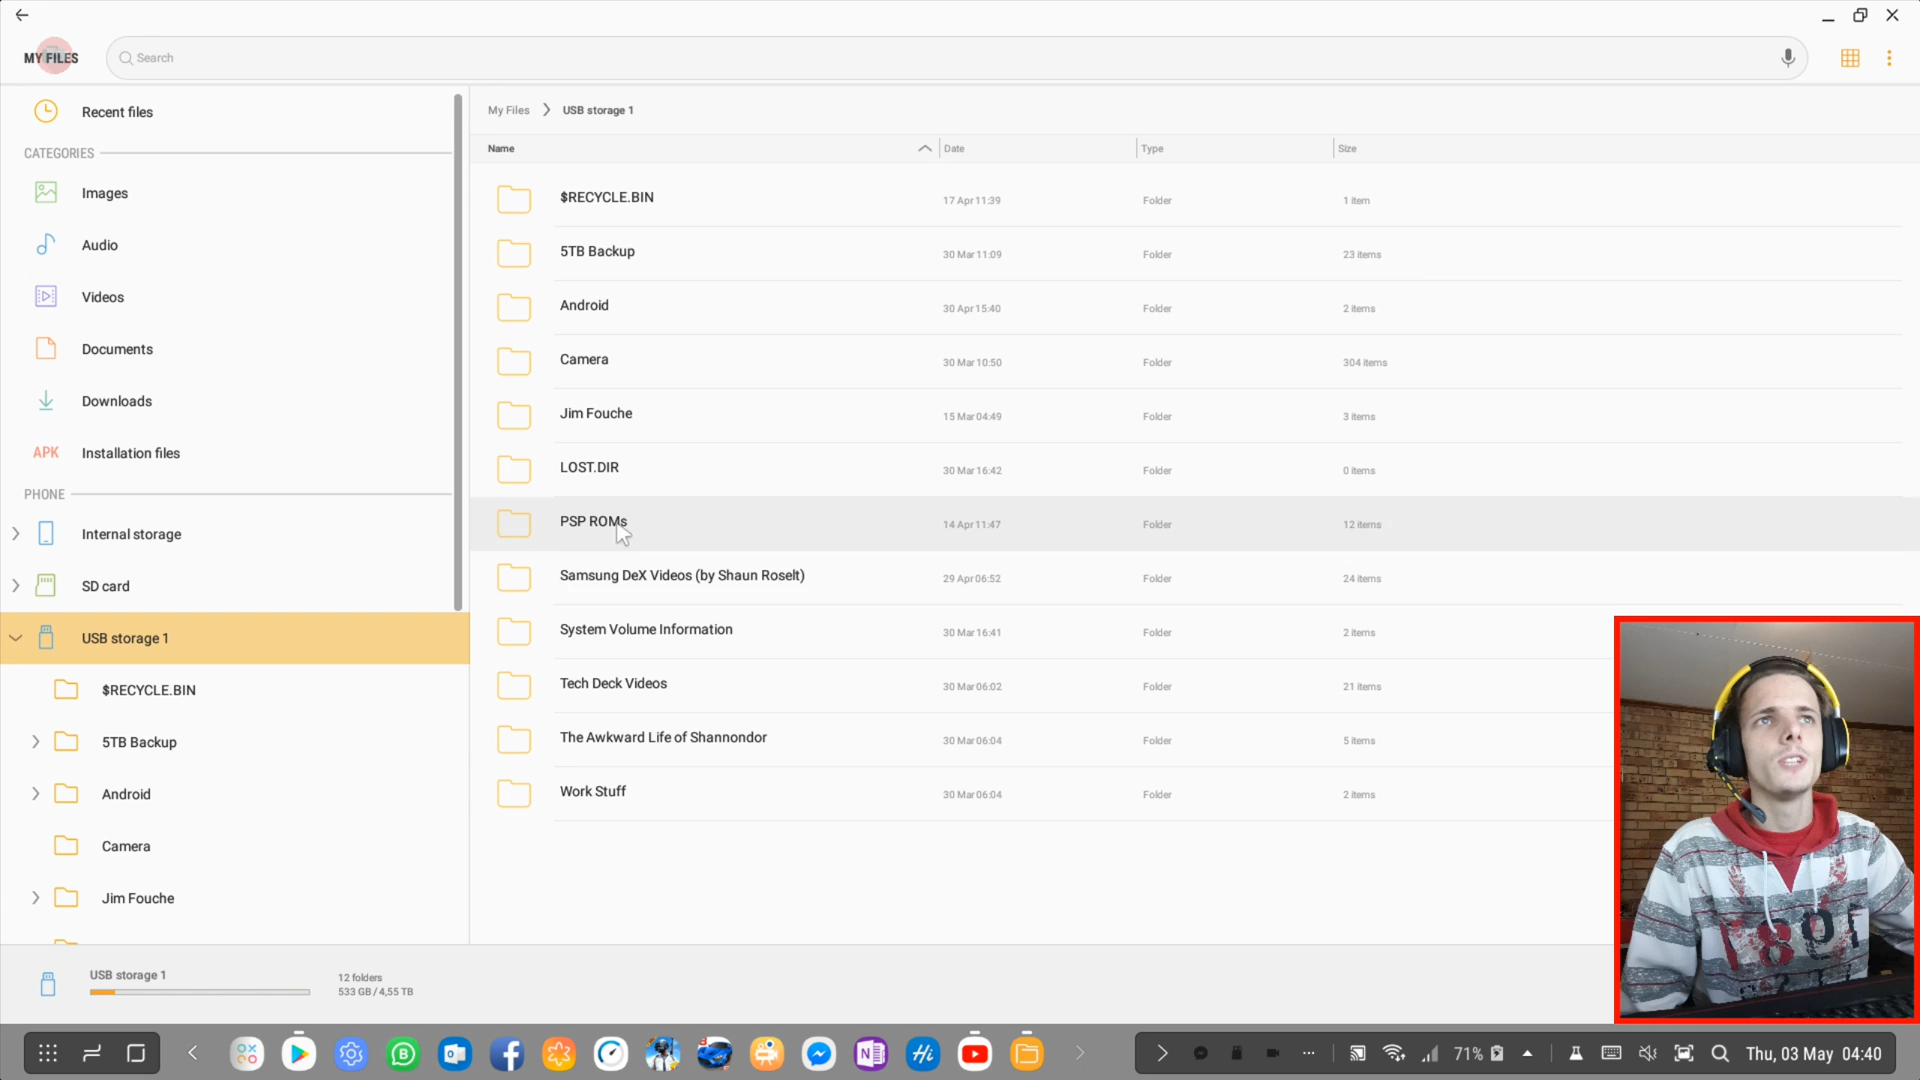 MY FILES
Search
Recent files
CATEGORIES
Images
Audio
Videos
Documents
Downloads
APK Installation files
PHONE
Internal storage
SD card
USB storage 1
$RECYCLE.BIN
5TB Backup
Android
Camera
Jim Fouche
My Files > USB storage 1
Name Date Type Size
$RECYCLE.BIN 17 Apr 11:39 Folder 1 item
5TB Backup 30 Mar 11:09 Folder 23 items
Android 30 Apr 15:40 Folder 2 items
Camera 30 Mar 10:50 Folder 304 items
Jim Fouche 15 Mar 04:49 Folder 3 items
LOST.DIR 30 Mar 16:42 Folder 0 items
PSP ROMs 14 Apr 11:47 Folder 12 items
Samsung DeX Videos (by Shaun Roselt) 29 Apr 06:52 Folder 24 items
System Volume Information 30 Mar 16:41 Folder 2 items
Tech Deck Videos 30 Mar 06:02 Folder 21 items
The Awkward Life of Shannondor 30 Mar 06:04 Folder 5 items
Work Stuff 30 Mar 06:04 Folder 2 items
USB storage 1
12 folders
533 GB / 4,55 TB
Hi
71%
Thu, 03 May 04:40